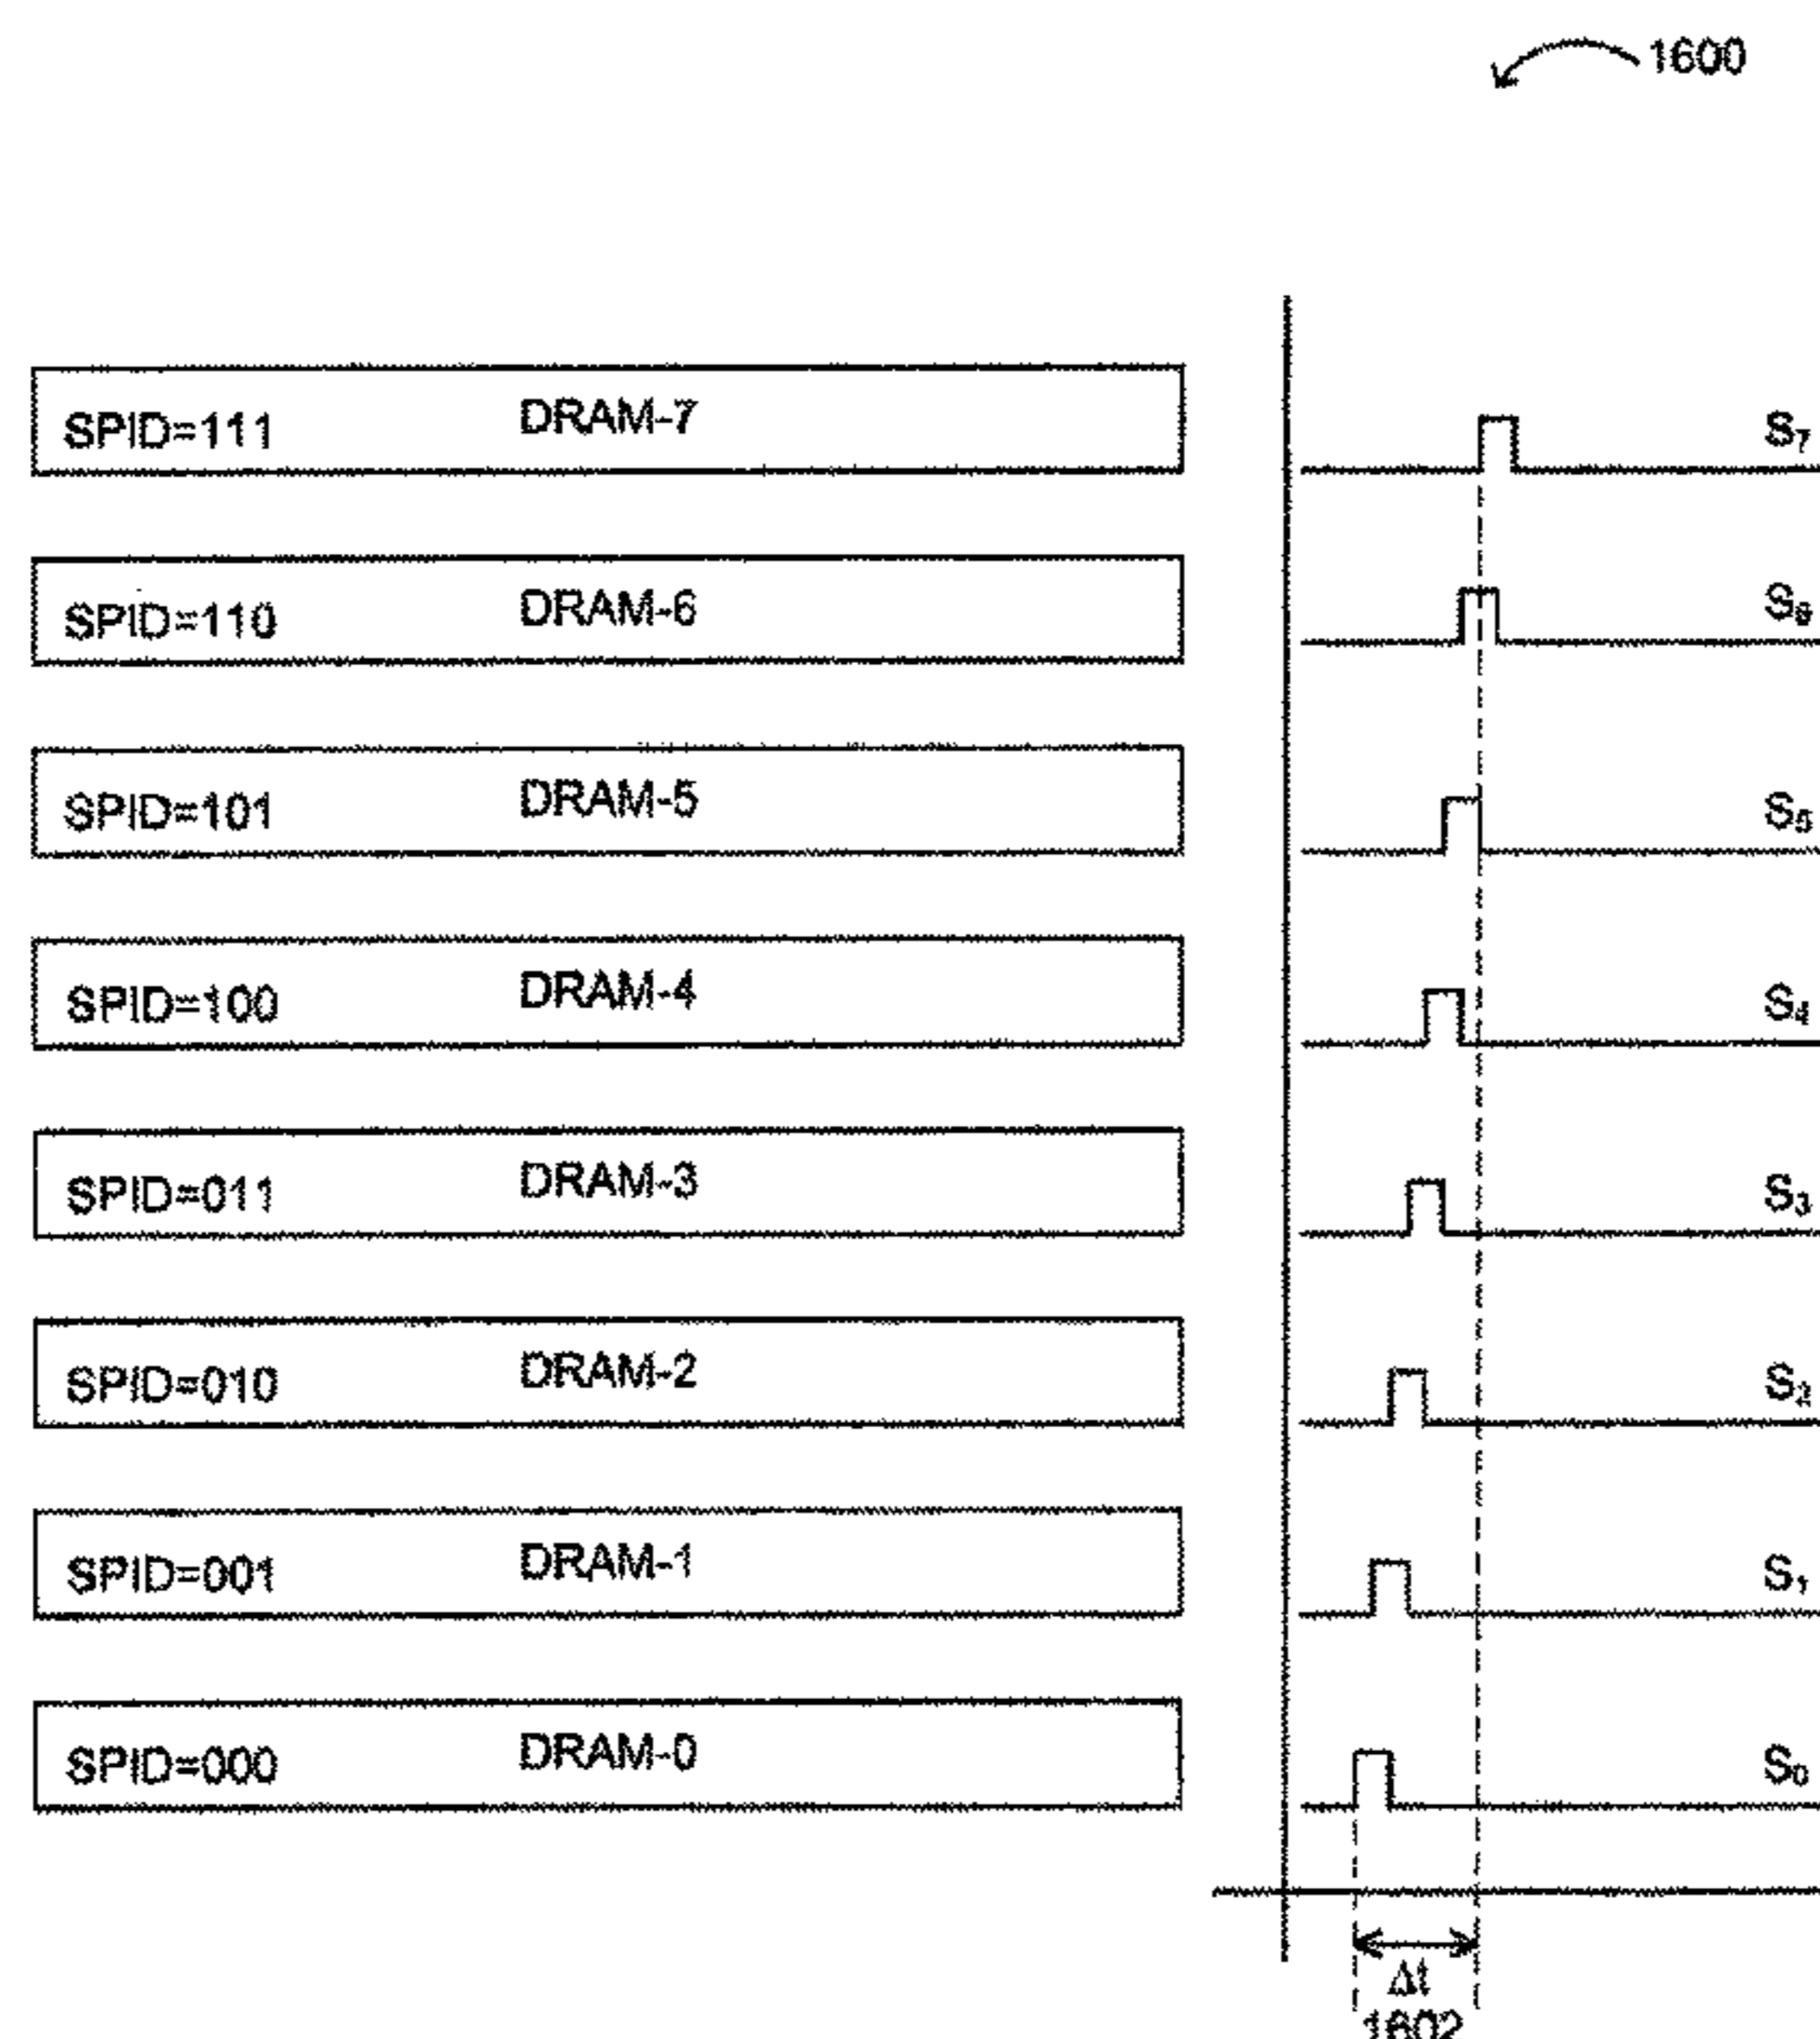 1600
SPID=111 DRAM-7 S₇
SPID=110 DRAM-6 S₆
SPID=101 DRAM-5 S₅
SPID=100 DRAM-4 S₄
SPID=011 DRAM-3 S₃
SPID=010 DRAM-2 S₂
SPID=001 DRAM-1 S₁
SPID=000 DRAM-0 S₀
Δt
1602